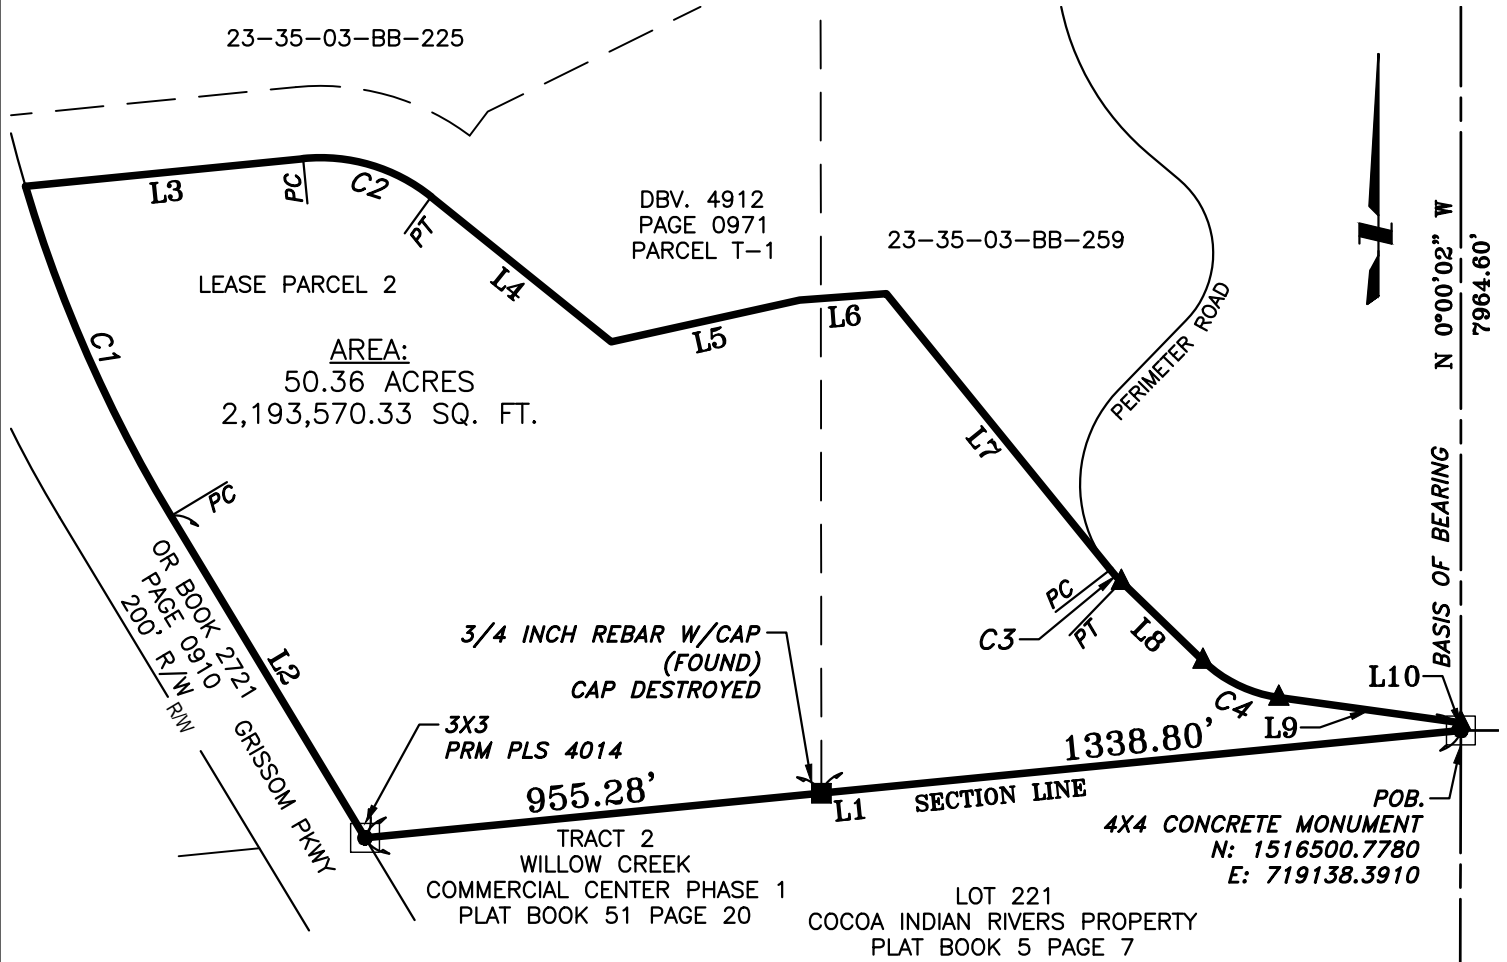 23-35-03-BB-225
L3
PC
C2
PT
DBV. 4912
PAGE 0971
PARCEL T-1
23-35-03-BB-259
N 0°00'02" W
7964.60'
LEASE PARCEL 2
L4
L5
L6
PERIMETER ROAD
C1
AREA:
50.36 ACRES
2,193,570.33 SQ. FT.
L7
PC
BASIS OF BEARING
OR BOOK 2721
PAGE 0910
200' R/W
R/W
L2
GRISSOM PKWY
3/4 INCH REBAR W/CAP
(FOUND)
CAP DESTROYED
PC
C3
PT
L8
L10
C4
L9
3X3
PRM PLS 4014
955.28'
1338.80'
L1
SECTION LINE
POB.
4X4 CONCRETE MONUMENT
N: 1516500.7780
E: 719138.3910
TRACT 2
WILLOW CREEK
COMMERCIAL CENTER PHASE 1
PLAT BOOK 51 PAGE 20
LOT 221
COCOA INDIAN RIVERS PROPERTY
PLAT BOOK 5 PAGE 7